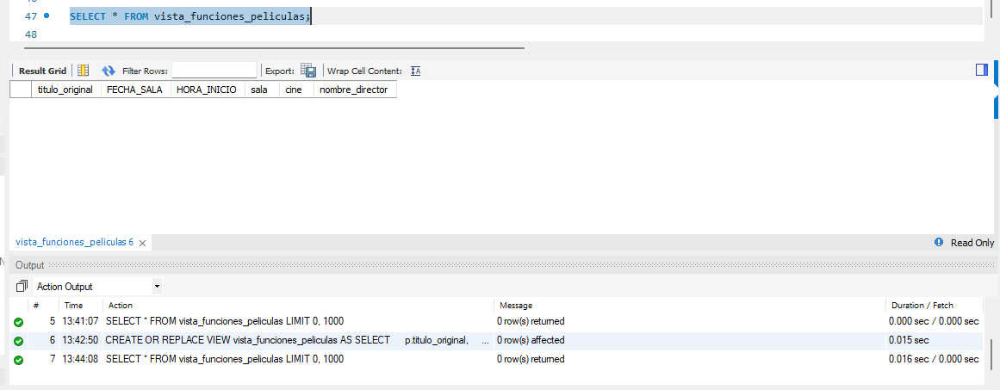 47 SELECT * FROM vista_funciones_peliculas;
48
Result Grid Filter Rows: Export: Wrap Cell Content: IA
titulo_original FECHA_SALA HORA_INICIO sala cine nombre_director
vista_funciones_peliculas 6 Read Only
Output
Action Output
# Time Action Message Duration / Fetch
5 13:41:07 SELECT * FROM vista_funciones_peliculas LIMIT 0, 1000 0 row(s) returned 0.000 sec / 0.000 sec
6 13:42:50 CREATE OR REPLACE VIEW vista_funciones_peliculas AS SELECT p.titulo_original, ... 0 row(s) affected 0.015 sec
7 13:44:08 SELECT * FROM vista_funciones_peliculas LIMIT 0, 1000 0 row(s) returned 0.016 sec / 0.000 sec